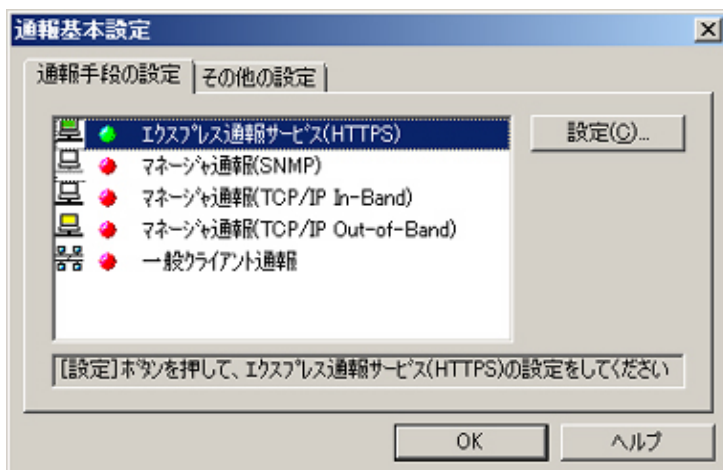 通報基本設定
通報手段の設定
その他の設定
エクスプレス通報サービス(HTTPS)
設定(C)...
マネージャ通報(SNMP)
マネージャ通報(TCP/IP In-Band)
マネージャ通報(TCP/IP Out-of-Band)
一般クライアント通報
[設定]ボタンを押して、エクスプレス通報サービス(HTTPS)の設定をしてください
OK
ヘルプ